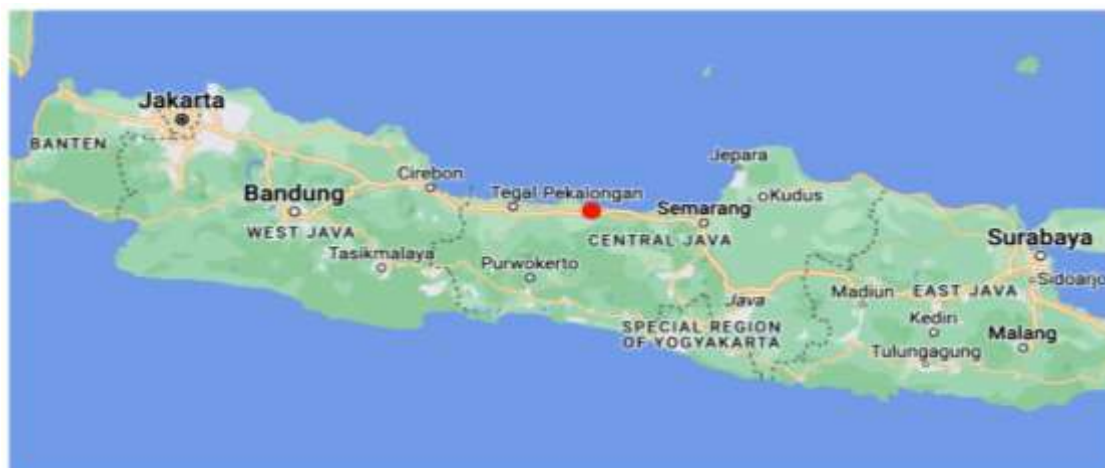 Jakarta
BANTEN
Jepara
Cirebon
Tegal Pekalongan
Kudus
Bandung
Semarang
WEST JAVA
CENTRAL JAVA
Surabaya
Tasikmalaya
Purwokerto
Sidoarjo
Java
Madiun
EAST JAVA
SPECIAL REGION
OF YOGYAKARTA
Kediri
Malang
Tulungagung